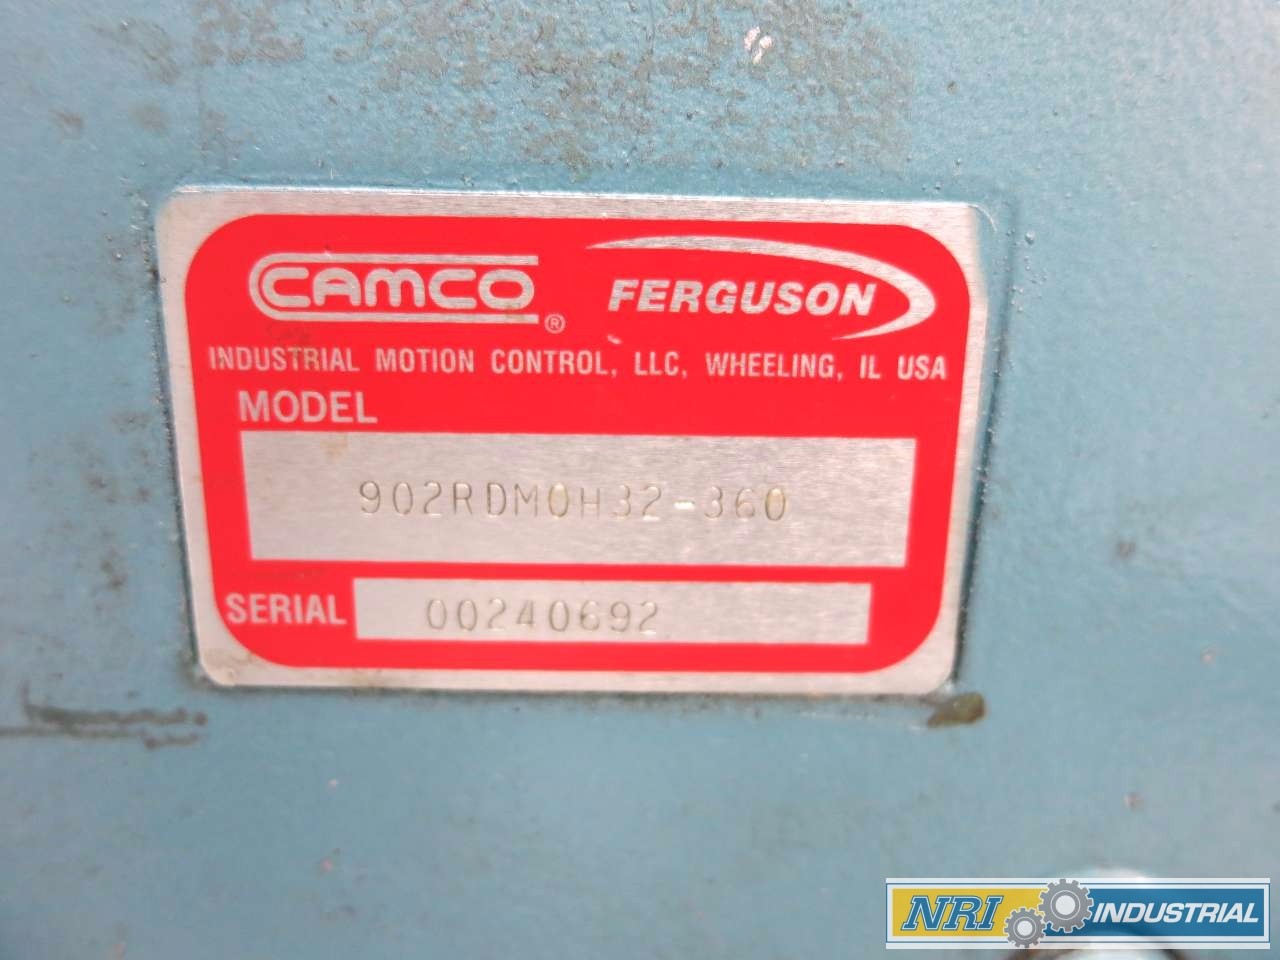 CAMCO® FERGUSON
INDUSTRIAL MOTION CONTROL, LLC, WHEELING, IL USA
MODEL
902RDM0H32-360
SERIAL 00240692
NRI INDUSTRIAL